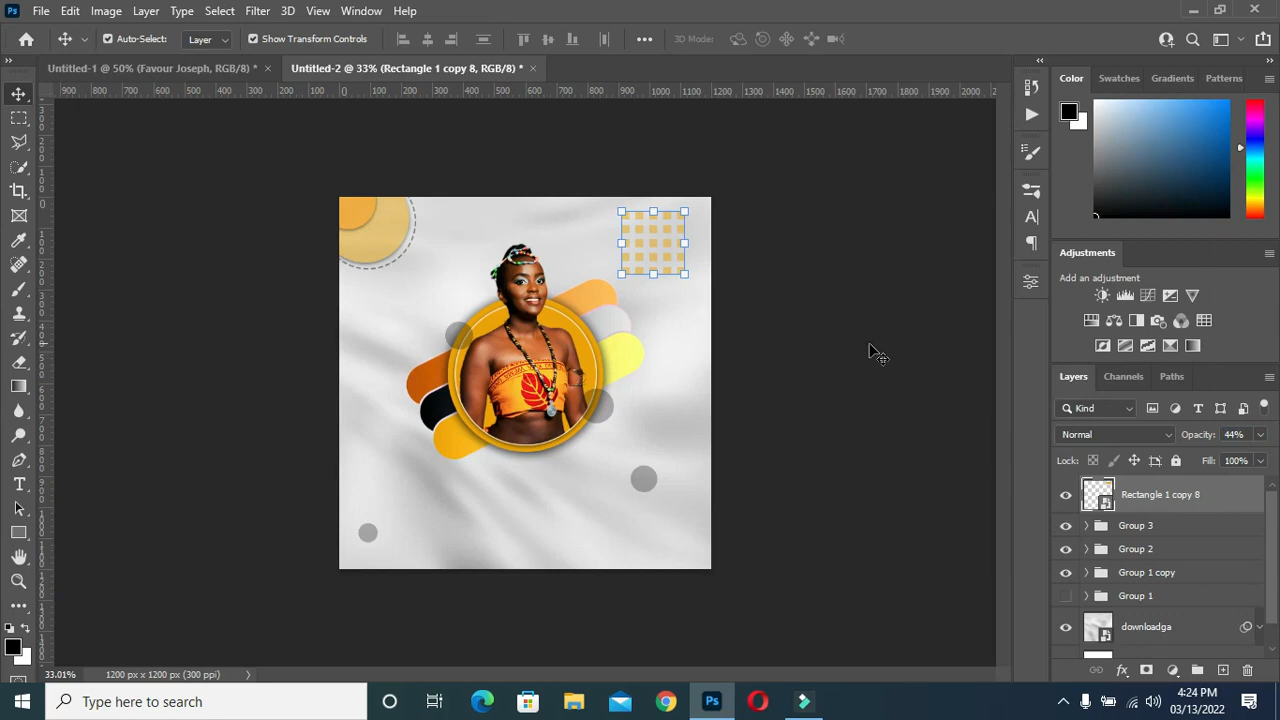 Ps File Edit Image Layer Type Select Filter 3D View Window Help
Auto-Select: Layer Show Transform Controls 3D Mode:
Untitled-1 @ 50% (Favour Joseph, RGB/8) * × Untitled-2 @ 33% (Rectangle 1 copy 8, RGB/8) * ×
900 800 700 600 500 400 300 200 100 0 100 200 300 400 500 600 700 800 900 1000 1100 1200 1300 1400 1500 1600 1700 1800 1900 2000
Color Swatches Gradients Patterns
Adjustments
Add an adjustment
Layers Channels Paths
Kind
Normal Opacity: 44%
Lock: Fill: 100%
Rectangle 1 copy 8
Group 3
Group 2
Group 1 copy
Group 1
downloadga
33.01% 1200 px x 1200 px (300 ppi)
Type here to search
Ps
4:24 PM
03/13/2022